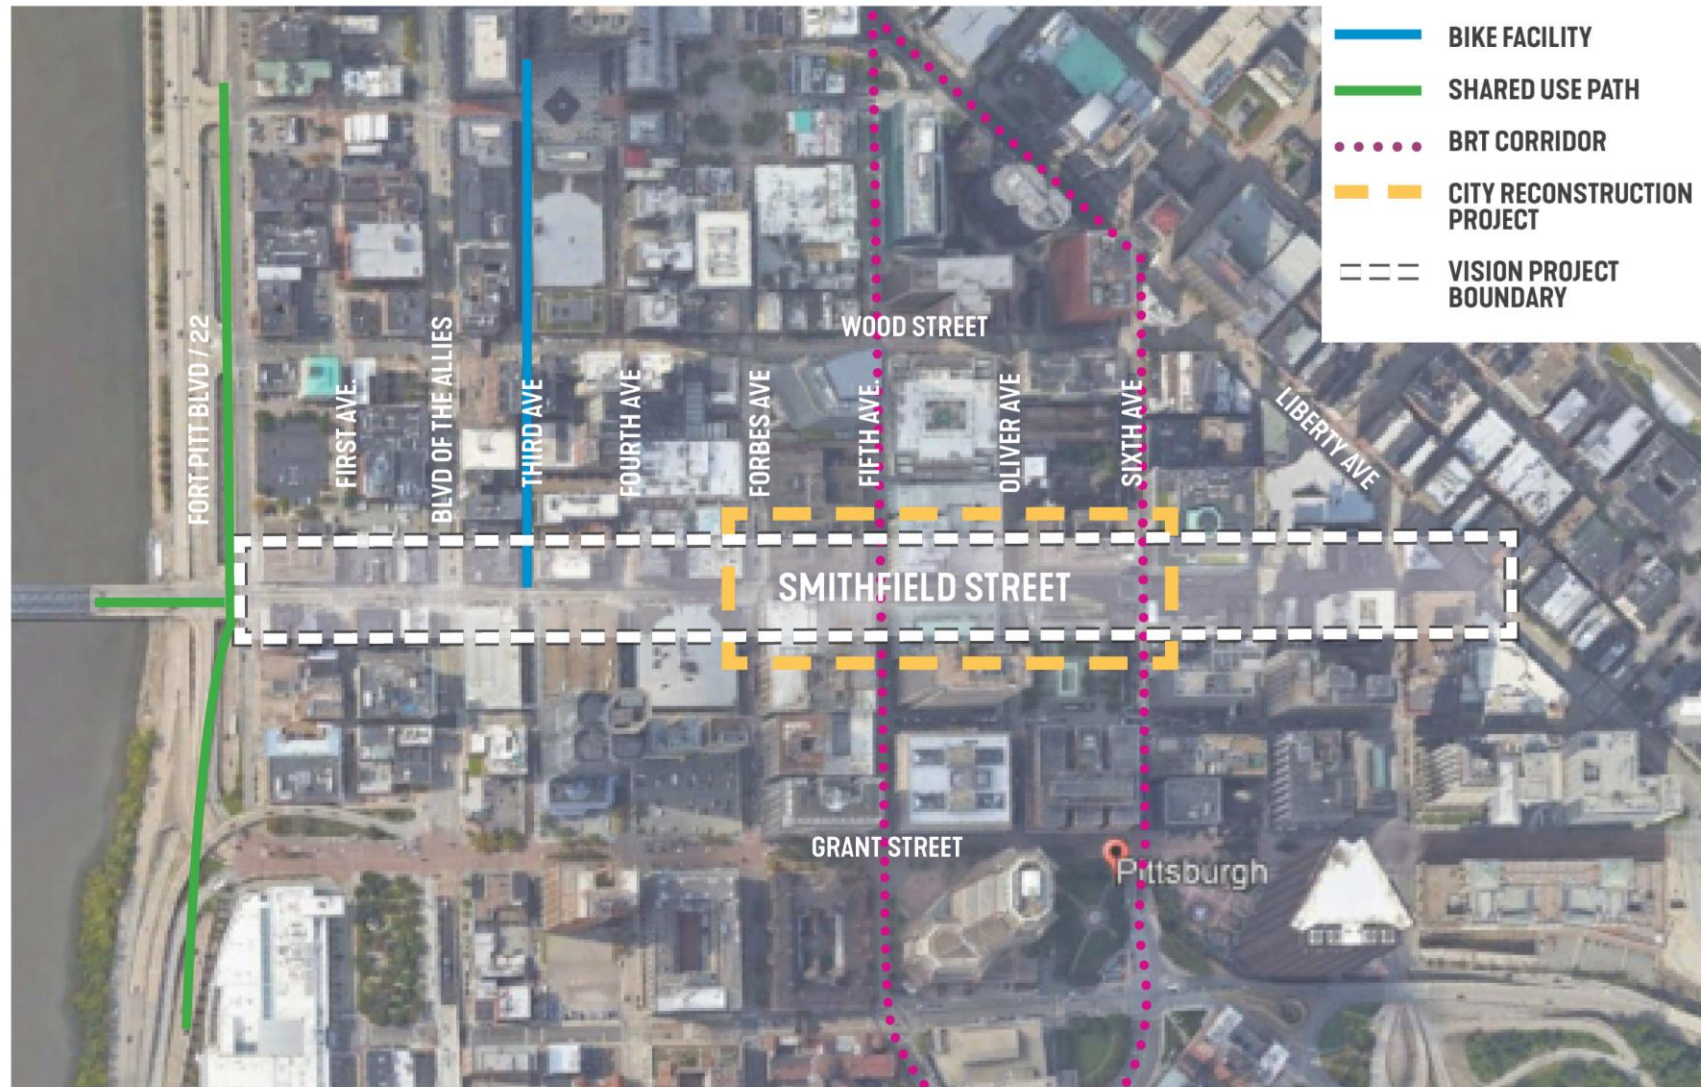 BIKE FACILITY
SHARED USE PATH
BRT CORRIDOR
CITY RECONSTRUCTION
PROJECT
VISION PROJECT
BOUNDARY
WOOD STREET
FORT PITT BLVD / 22
FIRST AVE.
BLVD OF THE ALLIES
THIRD AVE
FOURTH AVE
FORBES AVE
FIFTH AVE.
OLIVER AVE
SIXTH AVE
LIBERTY AVE
SMITHFIELD STREET
GRANT STREET
Pittsburgh